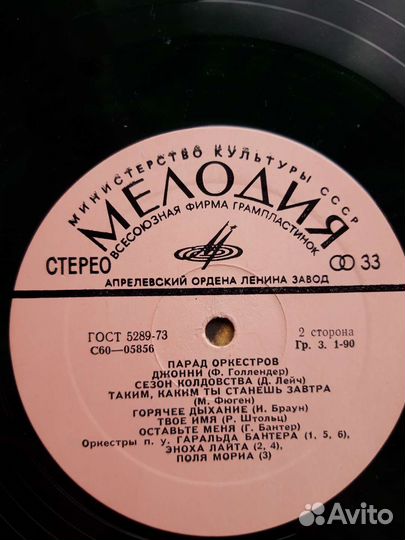 МИНИСТЕРСТВО КУЛЬТУРЫ СССР
МЕЛОДИЯ
ВСЕСОЮЗНАЯ ФИРМА ГРАМПЛАСТИНОК
СТЕРЕО
33
АПРЕЛЕВСКИЙ ОРДЕНА ЛЕНИНА ЗАВОД
ГОСТ 5289-73
С60—05856
2 сторона
Гр. 3. 1-90
ПАРАД ОРКЕСТРОВ
ДЖОННИ (Ф. Голлендер)
СЕЗОН КОЛДОВСТВА (Д. Лейч)
ТАКИМ, КАКИМ ТЫ СТАНЕШЬ ЗАВТРА
(М. Фюген)
ГОРЯЧЕЕ ДЫХАНИЕ (И. Браун)
ТВОЕ ИМЯ (Р. Штольц)
ОСТАВЬТЕ МЕНЯ (Г. Бантер)
Оркестры п. у. ГАРАЛЬДА БАНТЕРА (1, 5, 6),
ЭНОХА ЛАЙТА (2, 4),
ПОЛЯ МОРИА (3)
Avito